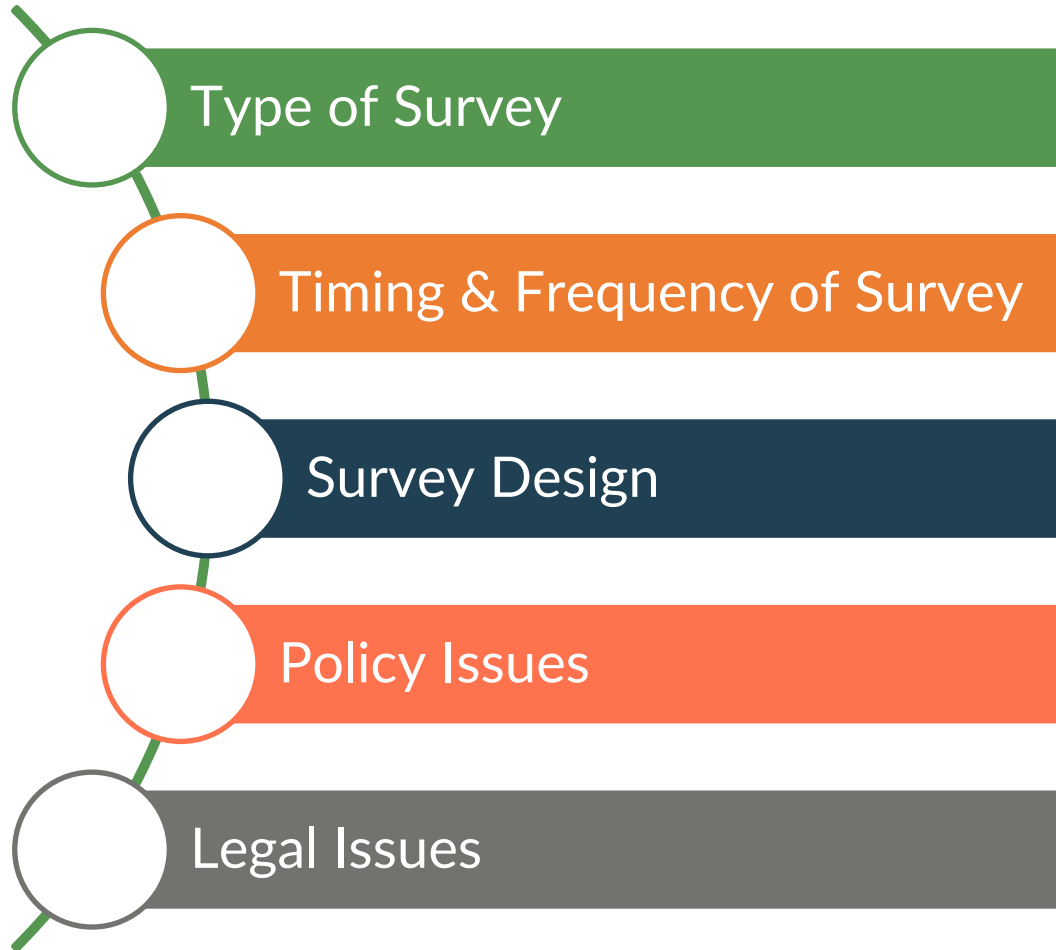 Type of Survey
Timing & Frequency of Survey
Survey Design
Policy Issues
Legal Issues